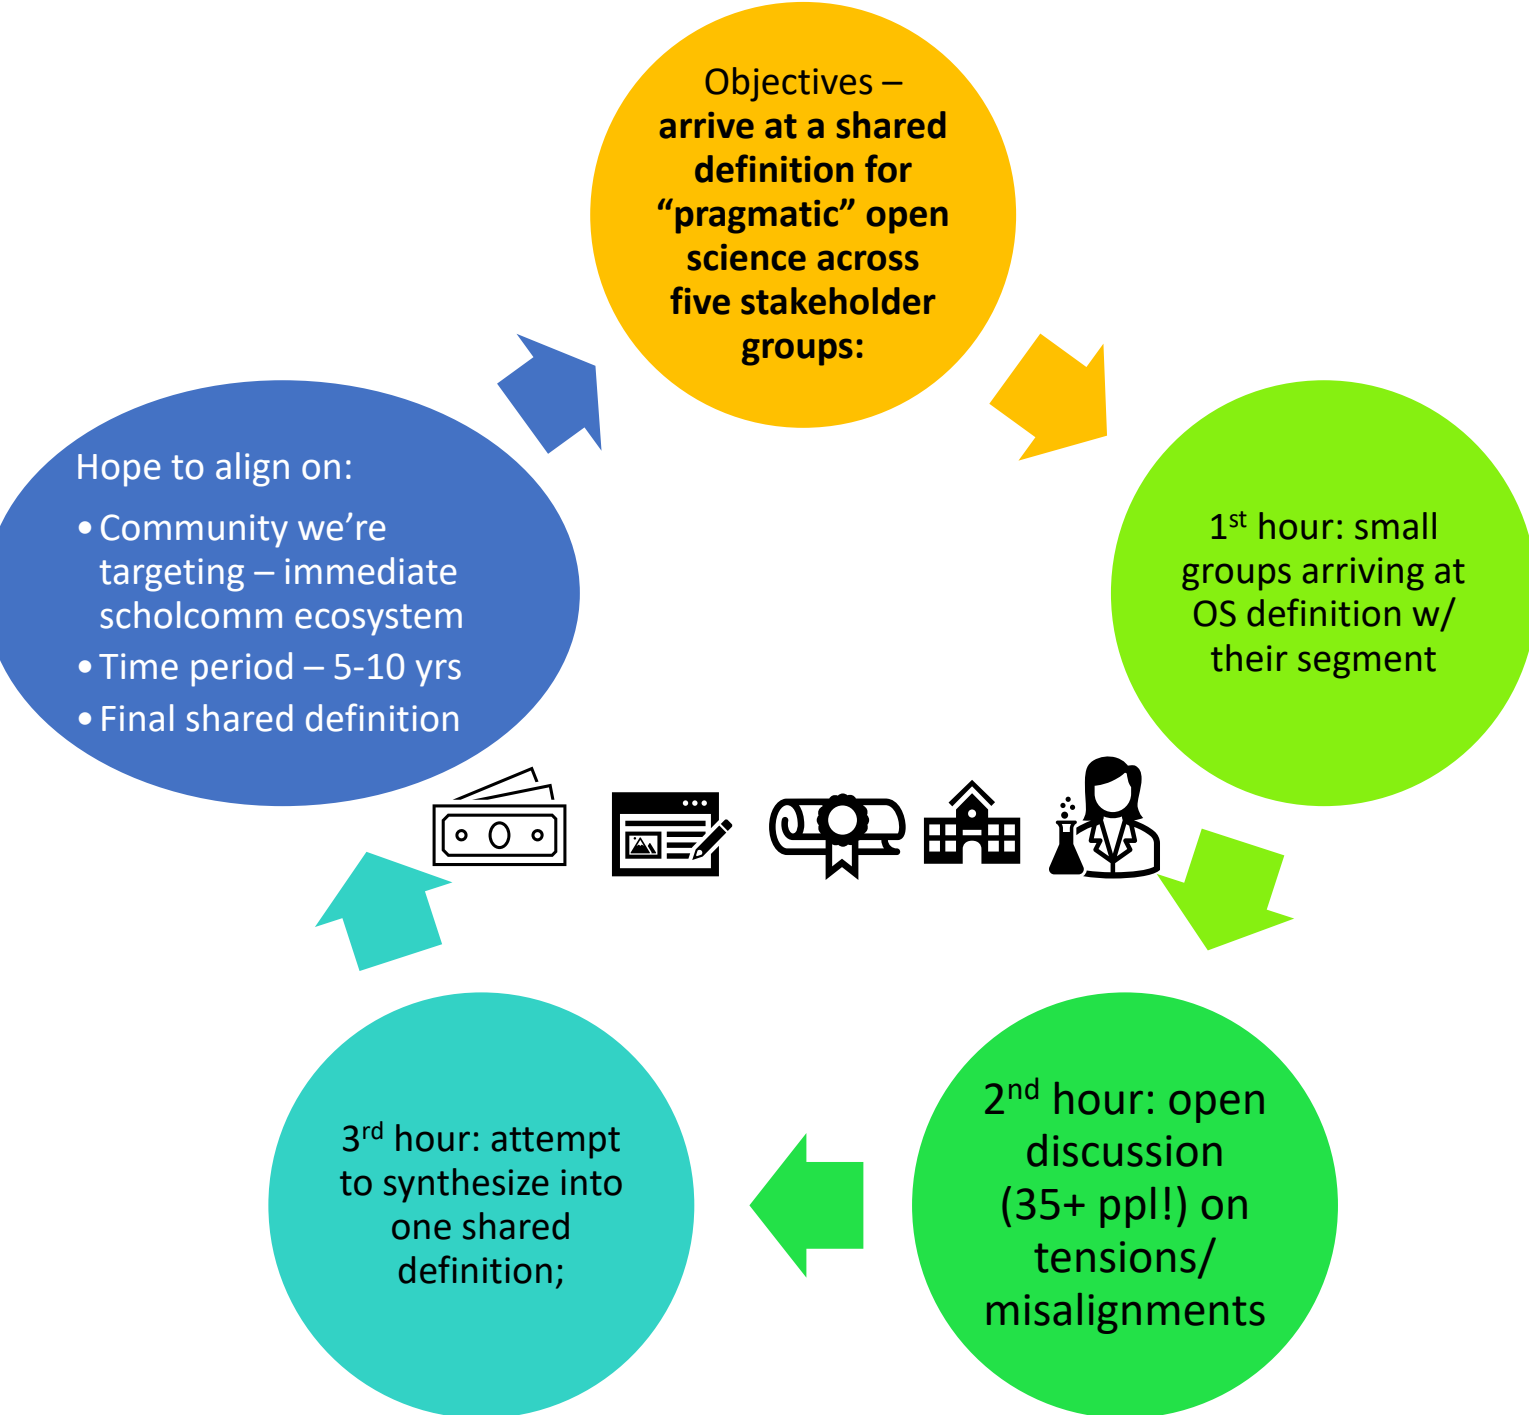 Objectives –
arrive at a shared
definition for
“pragmatic” open
science across
five stakeholder
groups:
1st hour: small
groups arriving at
OS definition w/
their segment
2nd hour: open
discussion
(35+ ppl!) on
tensions/
misalignments
3rd hour: attempt
to synthesize into
one shared
definition;
Hope to align on:
• Community we’re
targeting – immediate
scholcomm ecosystem
• Time period – 5-10 yrs
• Final shared definition